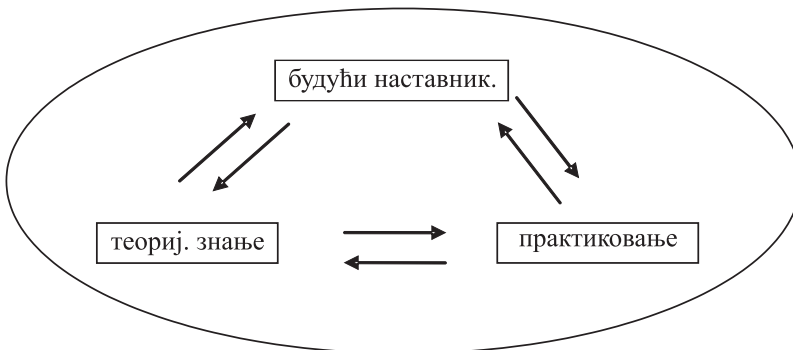 будући наставник.
теориј. знање
практиковање